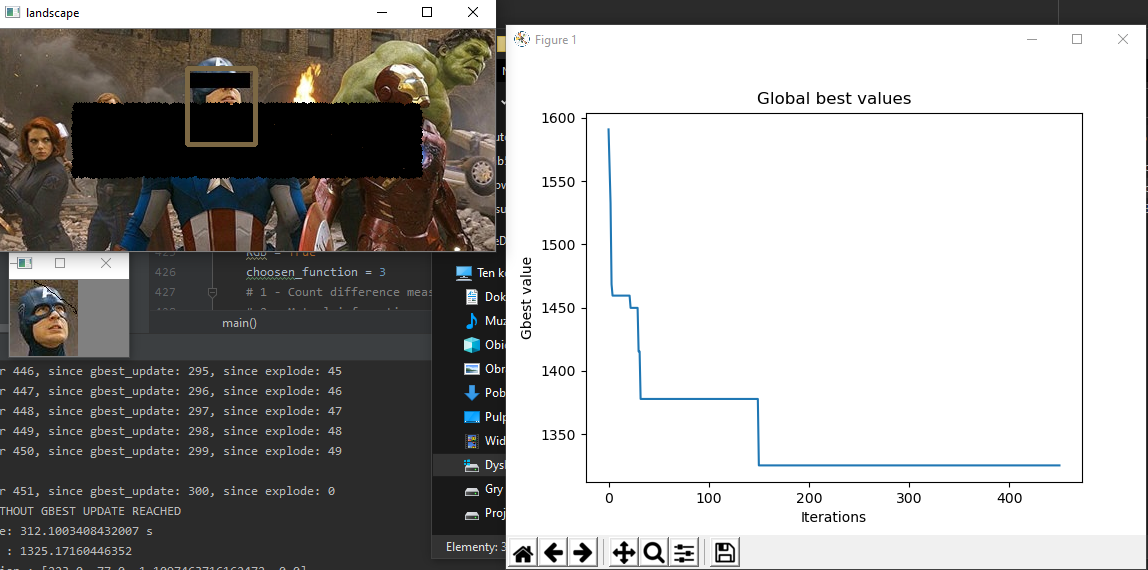 landscape
Figure 1
Global best values
1600
1550
1500
1450
1400
1350
Gbest value
0
100
200
300
400
Iterations
RGB = True
426
choosen_function = 3
427
# 1 - Count difference meas
main()
r 446, since gbest_update: 295, since explode: 45
r 447, since gbest_update: 296, since explode: 46
r 448, since gbest_update: 297, since explode: 47
r 449, since gbest_update: 298, since explode: 48
r 450, since gbest_update: 299, since explode: 49
r 451, since gbest_update: 300, since explode: 0
THOUT GBEST UPDATE REACHED
e: 312.1003408432007 s
: 1325.17160446352
Ten ko
Dok
Muz
Obie
Obr
Pob
Pulp
Wid
Dysk
Gry
Proj
Elementy: 3